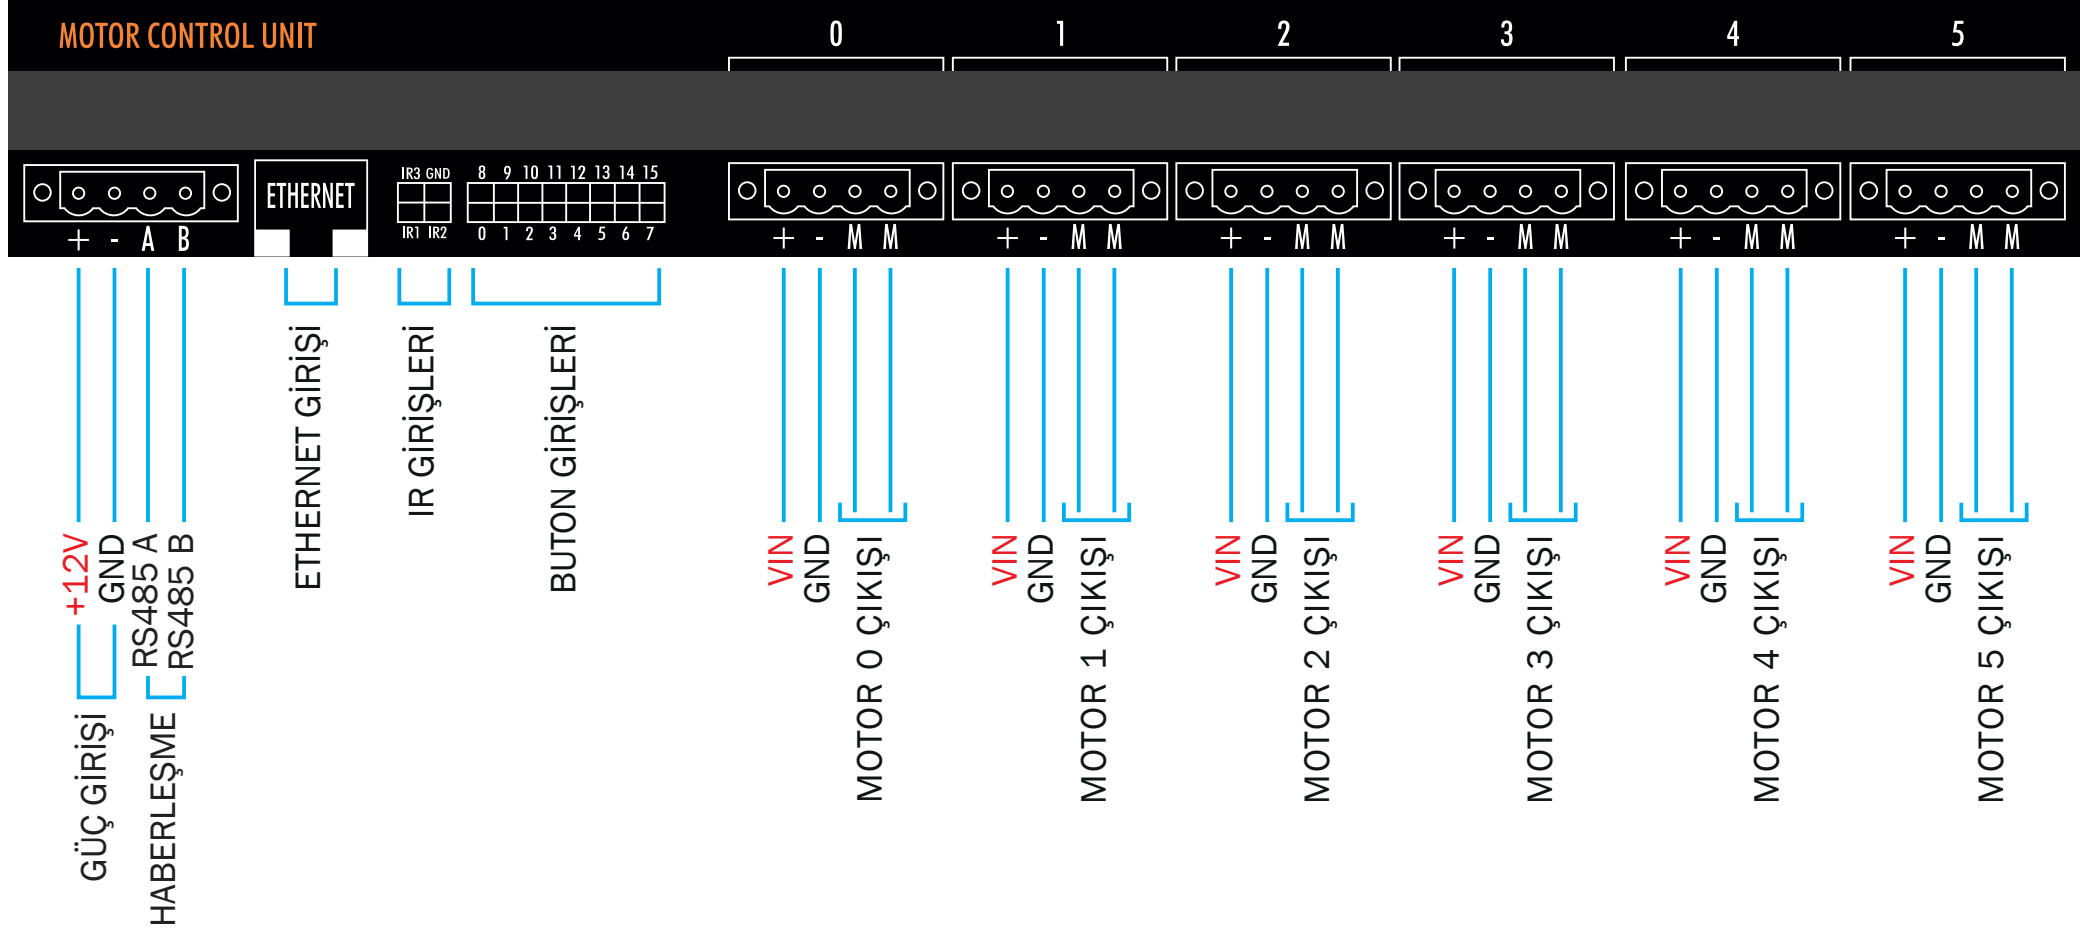 MOTOR CONTROL UNIT
0 1 2 3 4 5
IR3 GND 8 9 10 11 12 13 14 15
ETHERNET
IR1 IR2 0 1 2 3 4 5 6 7
+ - A B
+ - M M
+ - M M
+ - M M
+ - M M
+ - M M
+ - M M
+12V
GND
RS485 A
RS485 B
GÜÇ GİRİŞİ
HABERLEŞME
ETHERNET GİRİŞİ
IR GİRİŞLERİ
BUTON GİRİŞLERİ
VIN
GND
MOTOR 0 ÇIKIŞI
VIN
GND
MOTOR 1 ÇIKIŞI
VIN
GND
MOTOR 2 ÇIKIŞI
VIN
GND
MOTOR 3 ÇIKIŞI
VIN
GND
MOTOR 4 ÇIKIŞI
VIN
GND
MOTOR 5 ÇIKIŞI